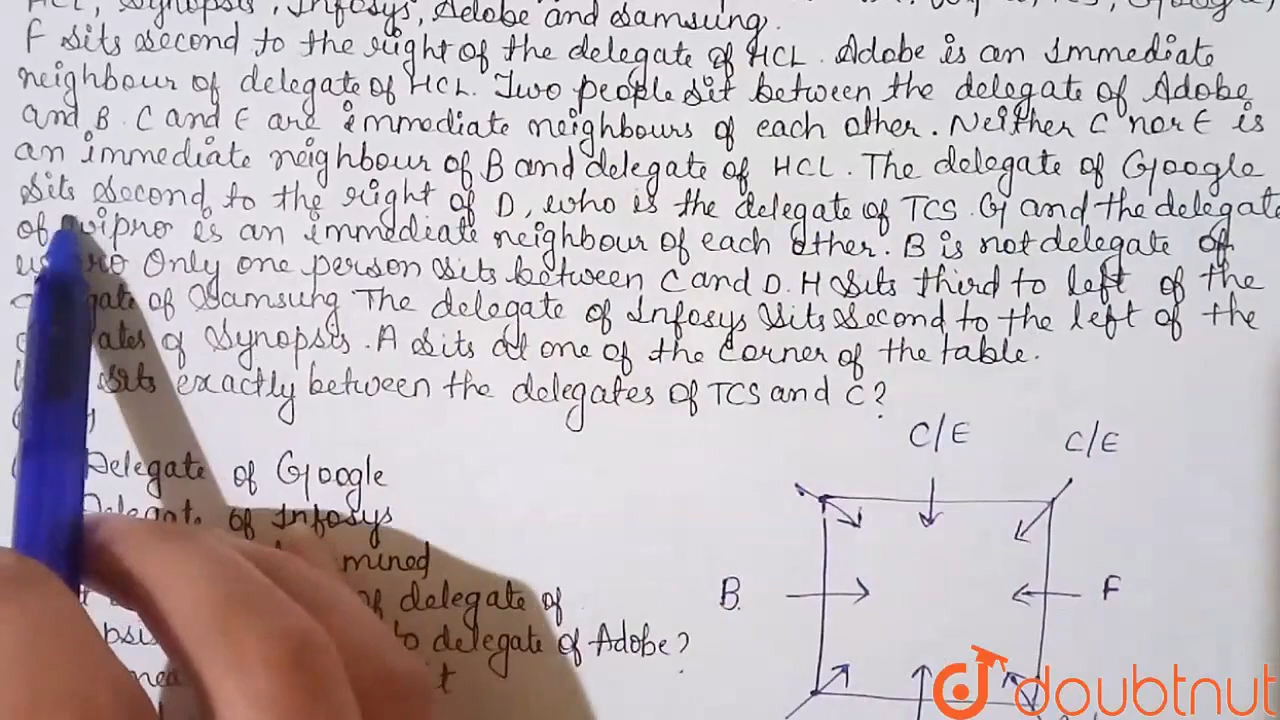 HCL, Synopsis, Infosys, Adobe and Samsung.
F sits second to the right of the delegate of HCL. Adobe is an immediate
neighbour of delegate of HCL. Two people sit between the delegate of Adobe
and B. C and E are immediate neighbours of each other. Neither C nor E is
an immediate neighbour of B and delegate of HCL. The delegate of Google
sits second to the right of D, who is the delegate of TCS. G and the delegate
of wipro is an immediate neighbour of each other. B is not delegate of
Only one person sits between C and D. H sits third to left of the
of Samsung The delegate of Infosys sits second to the left of the
of Synopsis. A sits at one of the corner of the table.
sits exactly between the delegates of TCS and C?
C/E
C/E
Delegate of Google
Delegate of Infosys
mined
B.
F
of delegate of
to delegate of Adobe?
doubtnut